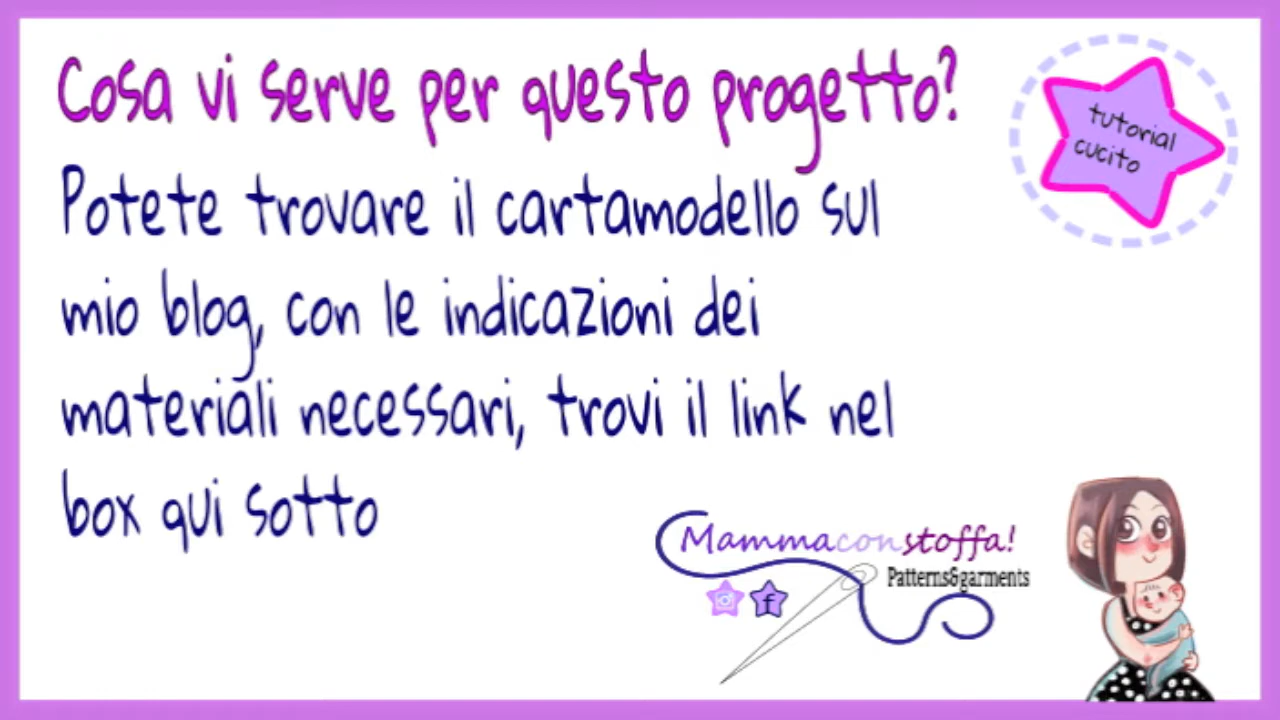 Cosa vi serve per questo progetto?
tutorial
cucito
Potete trovare il cartamodello sul
mio blog, con le indicazioni dei
materiali necessari, trovi il link nel
box qui sotto
Mammaconstoffa!
Patterns&garments
f